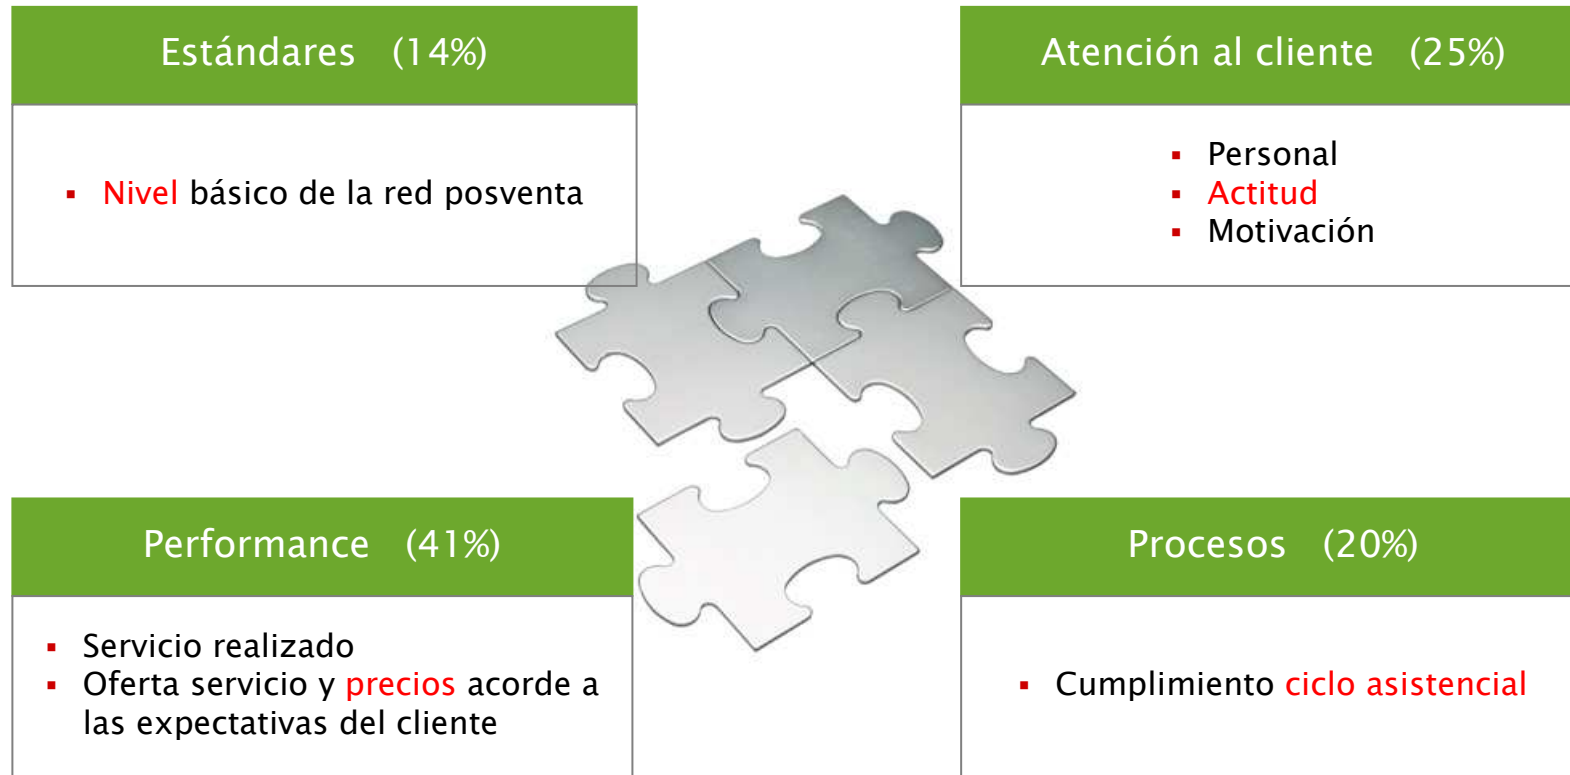 Estándares (14%)
▪ Nivel básico de la red posventa
Atención al cliente (25%)
▪ Personal
▪ Actitud
▪ Motivación
Performance (41%)
▪ Servicio realizado
▪ Oferta servicio y precios acorde a
las expectativas del cliente
Procesos (20%)
▪ Cumplimiento ciclo asistencial